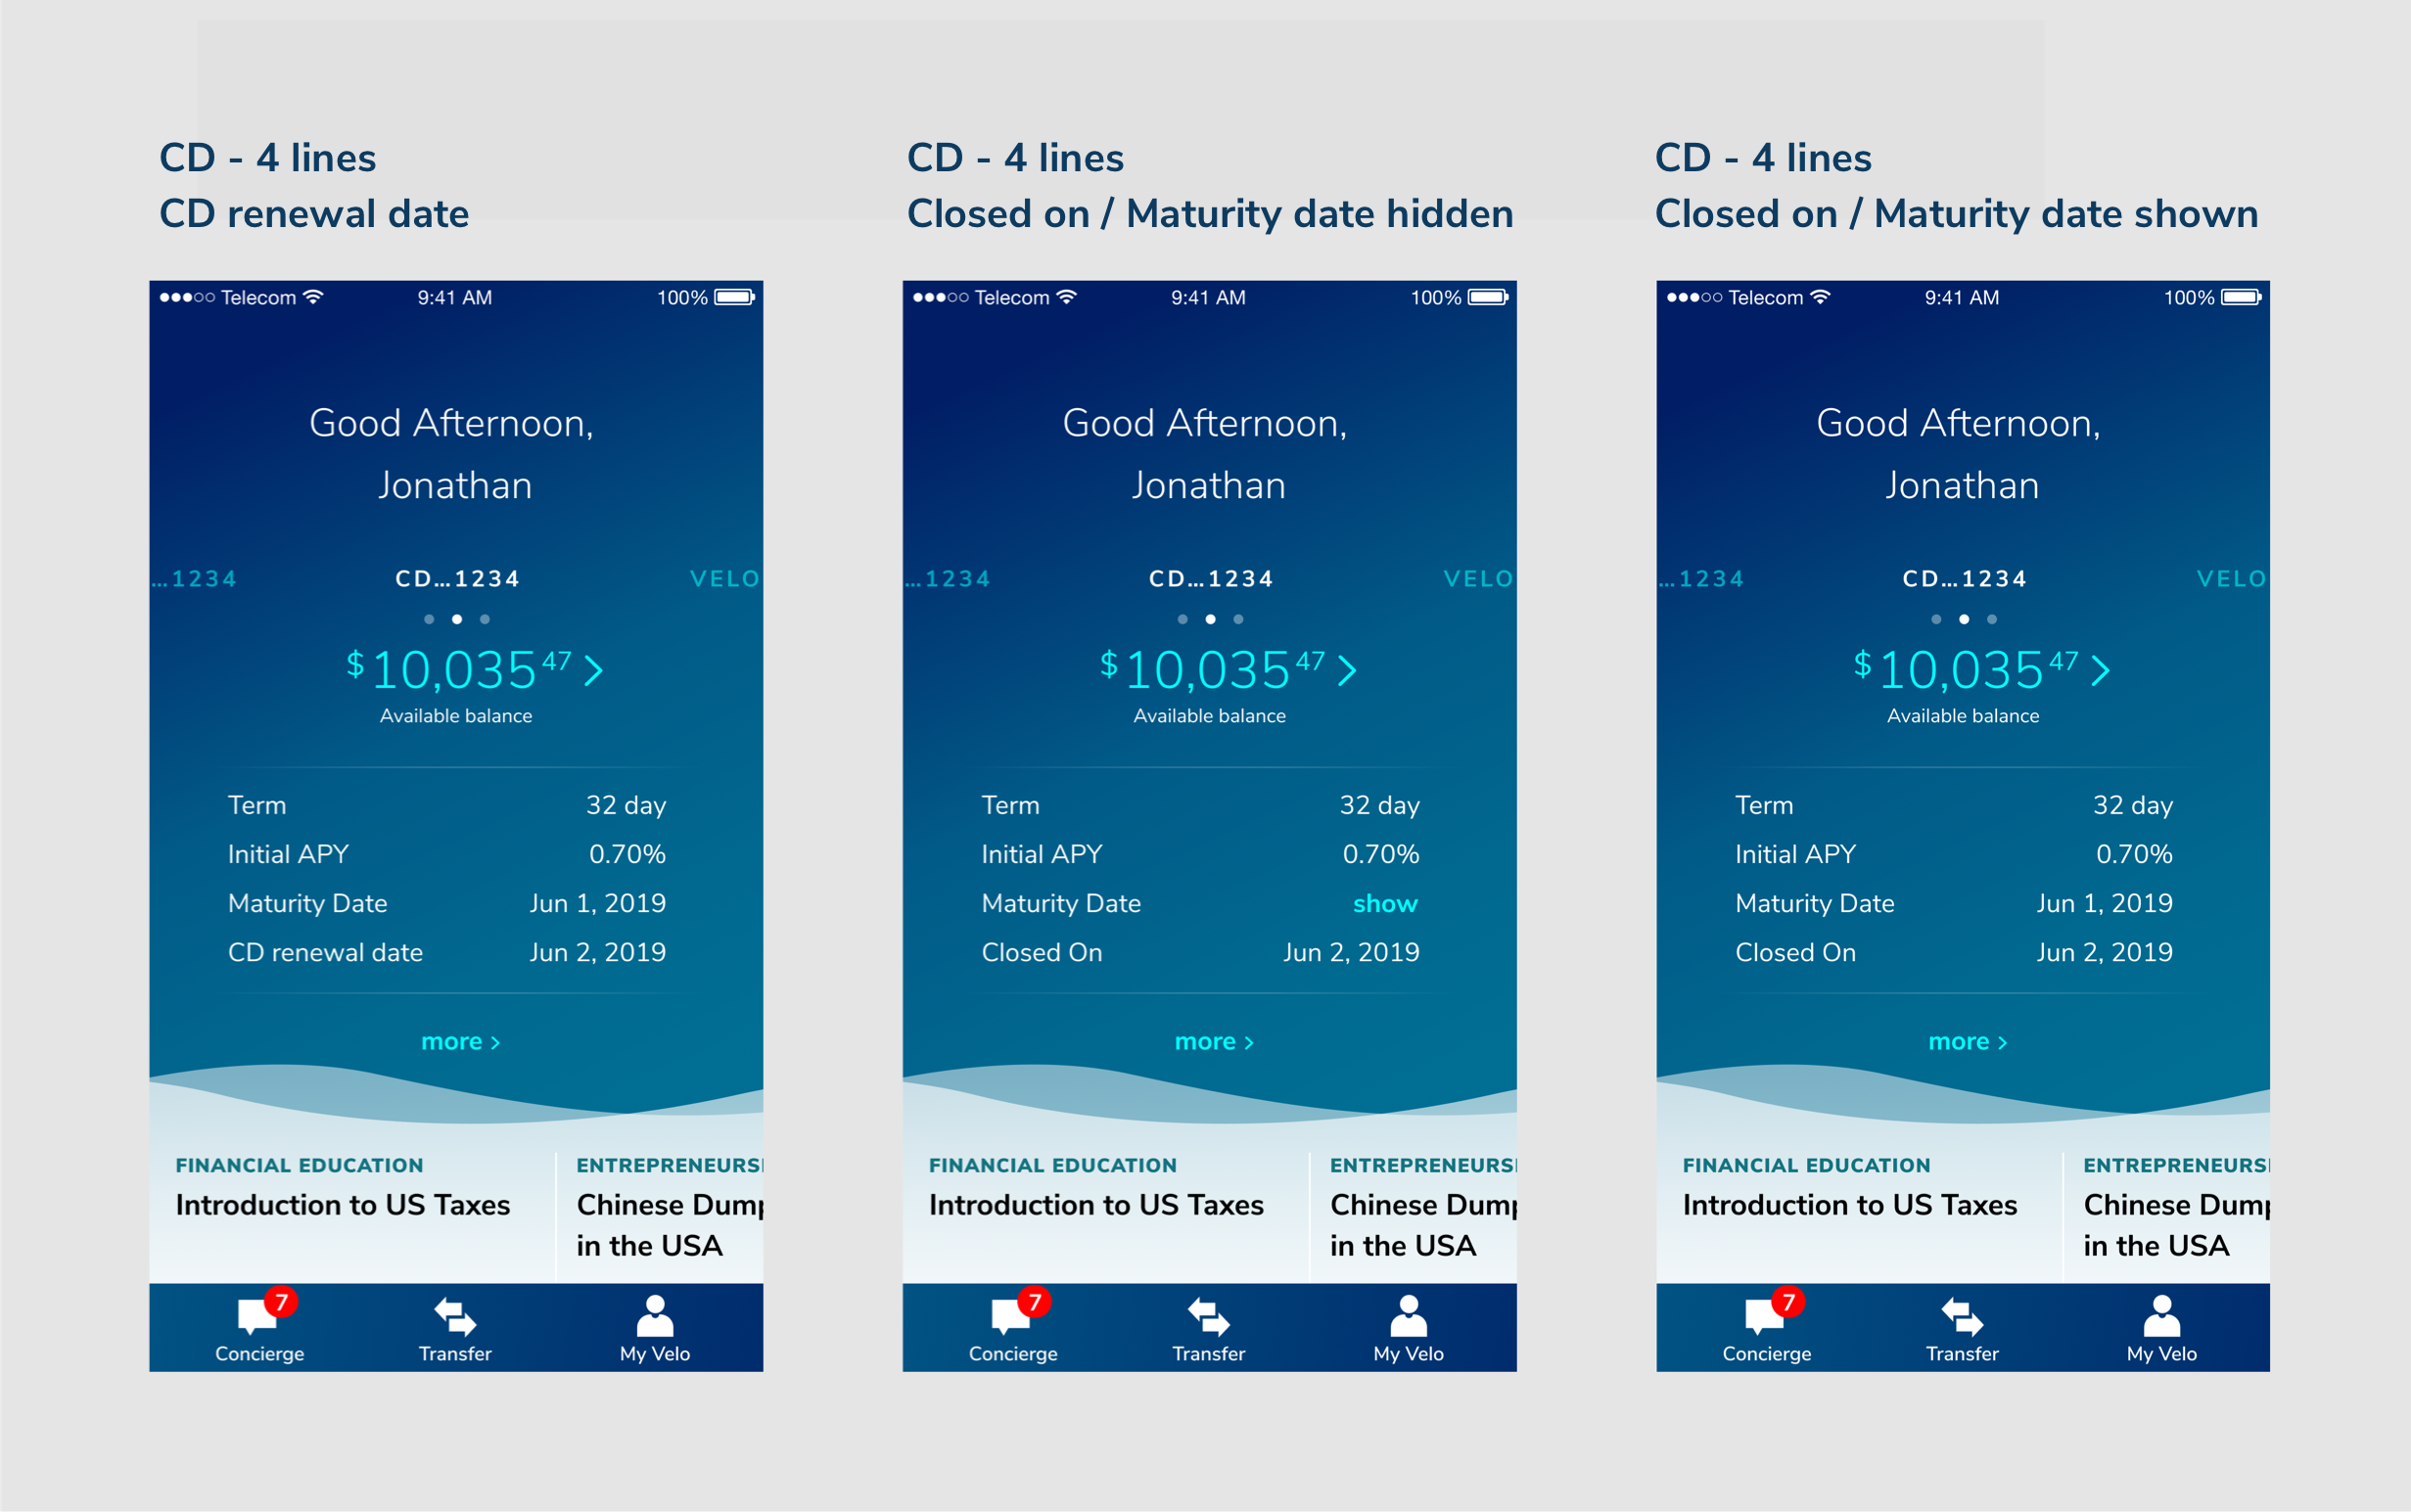 CD - 4 lines
CD renewal date
Telecom 9:41 AM 100%
Good Afternoon,
Jonathan
...1234 CD...1234 VELO
$10,035 47
Available balance
Term 32 day
Initial APY 0.70%
Maturity Date Jun 1, 2019
CD renewal date Jun 2, 2019
more
FINANCIAL EDUCATION
Introduction to US Taxes
ENTREPRENEURS
Chinese Dum
in the USA
7
Concierge Transfer My Velo
CD - 4 lines
Closed on / Maturity date hidden
Telecom 9:41 AM 100%
Good Afternoon,
Jonathan
...1234 CD...1234 VELO
$10,035 47
Available balance
Term 32 day
Initial APY 0.70%
Maturity Date show
Closed On Jun 2, 2019
more
FINANCIAL EDUCATION
Introduction to US Taxes
ENTREPRENEURS
Chinese Dum
in the USA
7
Concierge Transfer My Velo
CD - 4 lines
Closed on / Maturity date shown
Telecom 9:41 AM 100%
Good Afternoon,
Jonathan
...1234 CD...1234 VELO
$10,035 47
Available balance
Term 32 day
Initial APY 0.70%
Maturity Date Jun 1, 2019
Closed On Jun 2, 2019
more
FINANCIAL EDUCATION
Introduction to US Taxes
ENTREPRENEURS
Chinese Dum
in the USA
7
Concierge Transfer My Velo